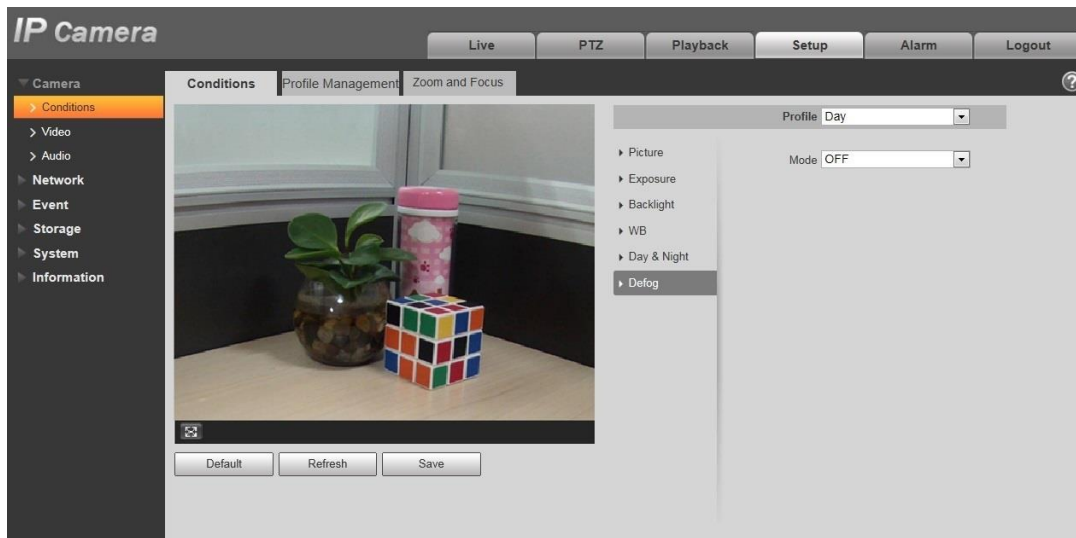 IP Camera
Live
PTZ
Playback
Setup
Alarm
Logout
Camera
Conditions
Video
Audio
Network
Event
Storage
System
Information
Conditions
Profile Management
Zoom and Focus
?
Profile Day
Picture
Exposure
Backlight
WB
Day & Night
Defog
Mode OFF
Default
Refresh
Save